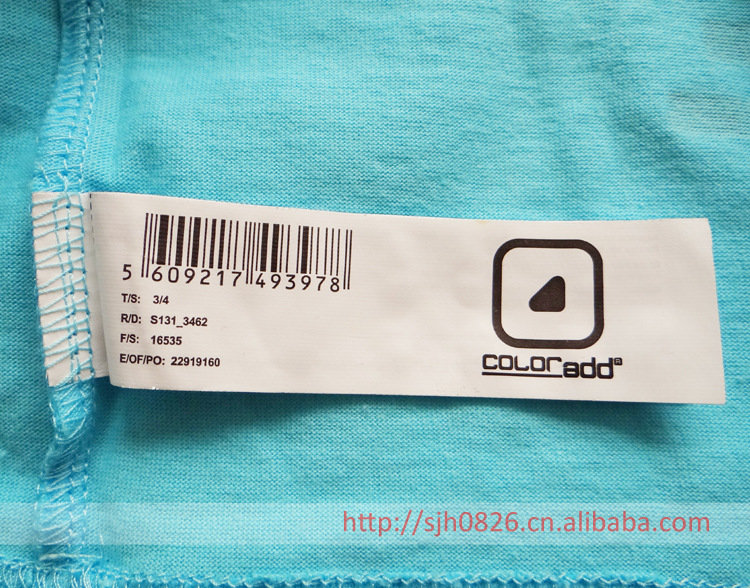 5 609217 493978
T/S: 3/4
R/D: S131_3462
F/S: 16535
E/OF/PO: 22919160
COLORadd®
http://sjh0826.cn.alibaba.com